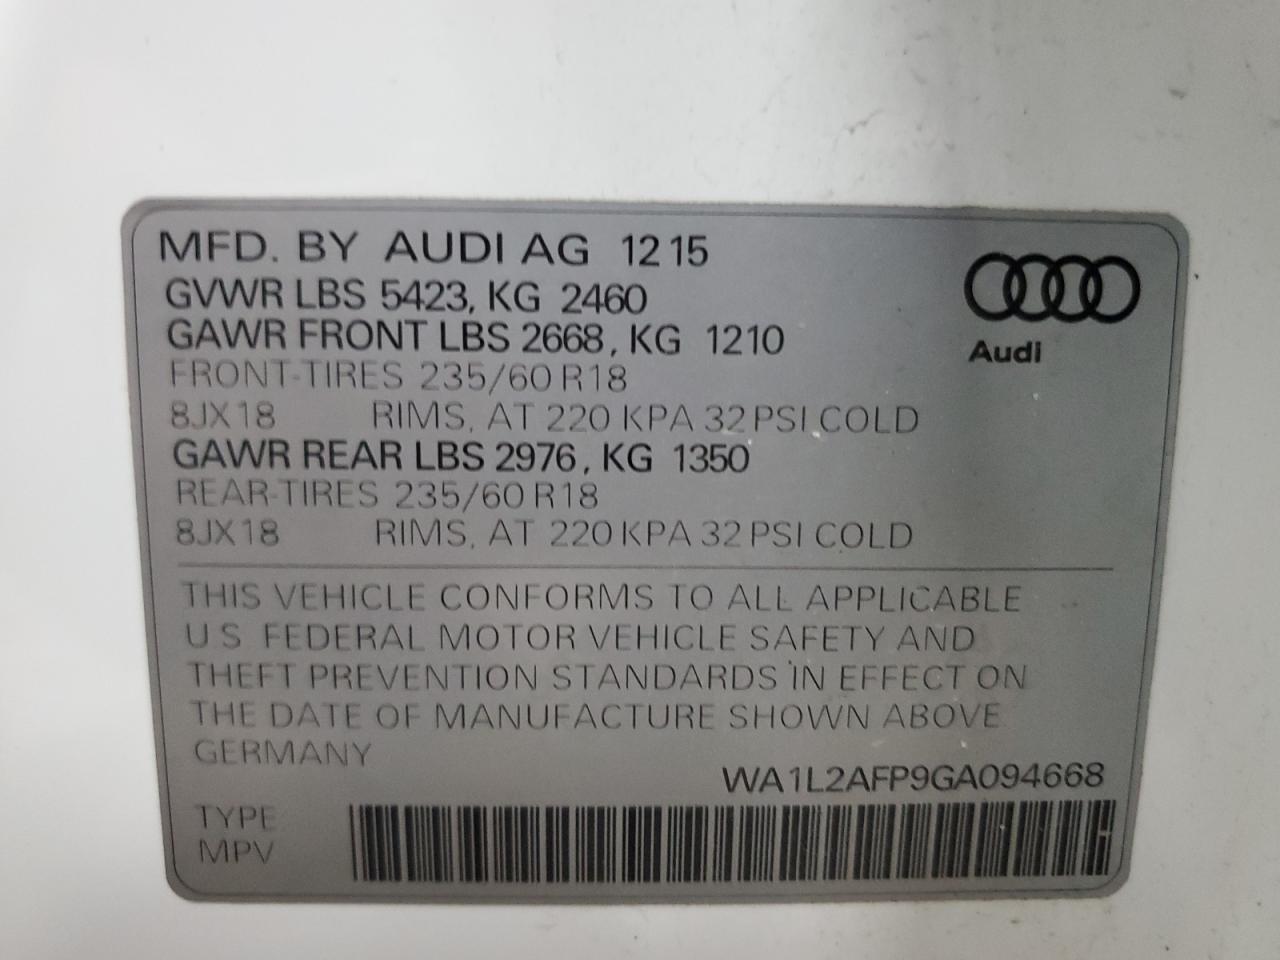 MFD. BY AUDI AG 12 15
GVWR LBS 5423, KG 2460
GAWR FRONT LBS 2668, KG 1210
FRONT-TIRES 235/60 R18
8JX18 RIMS, AT 220 KPA 32 PSI COLD
GAWR REAR LBS 2976, KG 1350
REAR-TIRES 235/60 R18
8JX18 RIMS, AT 220 KPA 32 PSI COLD
Audi
THIS VEHICLE CONFORMS TO ALL APPLICABLE
U S FEDERAL MOTOR VEHICLE SAFETY AND
THEFT PREVENTION STANDARDS IN EFFECT ON
THE DATE OF MANUFACTURE SHOWN ABOVE
GERMANY
WA1L2AFP9GA094668
TYPE
MPV